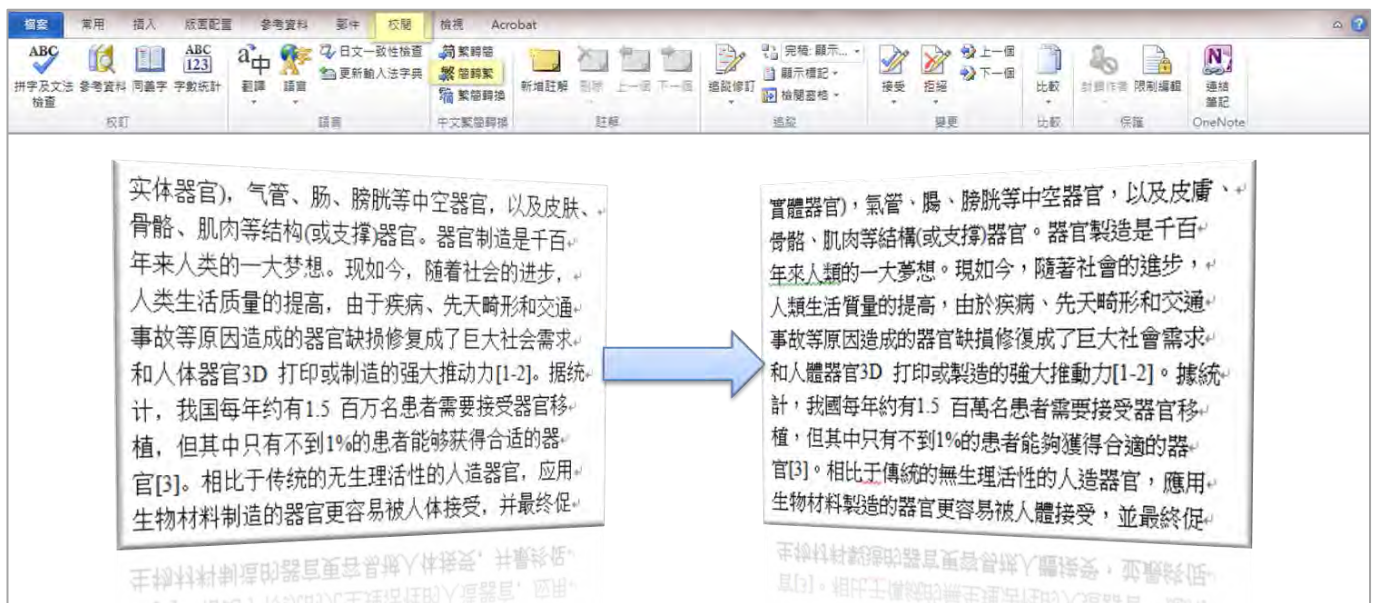 檔案 常用 插入 版面配置 參考資料 郵件 校閱 檢視 Acrobat
ABC 拼字及文法檢查 參考資料 同義字 ABC 123 字數統計 a中 翻譯 語言 日文一致性檢查 更新輸入法字典 简 繁轉簡 繁 簡轉繁 繁簡轉換 新增註解 刪除 上一個 下一個 追蹤修訂 完稿: 顯示... 顯示標記 檢閱窗格 接受 拒絕 上一個 下一個 比較 封鎖作者 限制編輯 連結筆記
校訂 語言 中文繁簡轉換 註解 追蹤 變更 比較 保護 OneNote
实体器官)，气管、肠、膀胱等中空器官，以及皮肤、
骨骼、肌肉等结构(或支撑)器官。器官制造是千百
年来人类的一大梦想。现如今，随着社会的进步，
人类生活质量的提高，由于疾病、先天畸形和交通
事故等原因造成的器官缺损修复成了巨大社会需求
和人体器官3D 打印或制造的强大推动力[1-2]。据统
计，我国每年约有1.5 百万名患者需要接受器官移
植，但其中只有不到1%的患者能够获得合适的器
官[3]。相比于传统的无生理活性的人造器官，应用
生物材料制造的器官更容易被人体接受，并最终促
實體器官)，氣管、腸、膀胱等中空器官，以及皮膚、
骨骼、肌肉等結構(或支撐)器官。器官製造是千百
年來人類的一大夢想。現如今，隨著社會的進步，
人類生活質量的提高，由於疾病、先天畸形和交通
事故等原因造成的器官缺損修復成了巨大社會需求
和人體器官3D 打印或製造的強大推動力[1-2]。據統
計，我國每年約有1.5 百萬名患者需要接受器官移
植，但其中只有不到1%的患者能夠獲得合適的器
官[3]。相比于傳統的無生理活性的人造器官，應用
生物材料製造的器官更容易被人體接受，並最終促